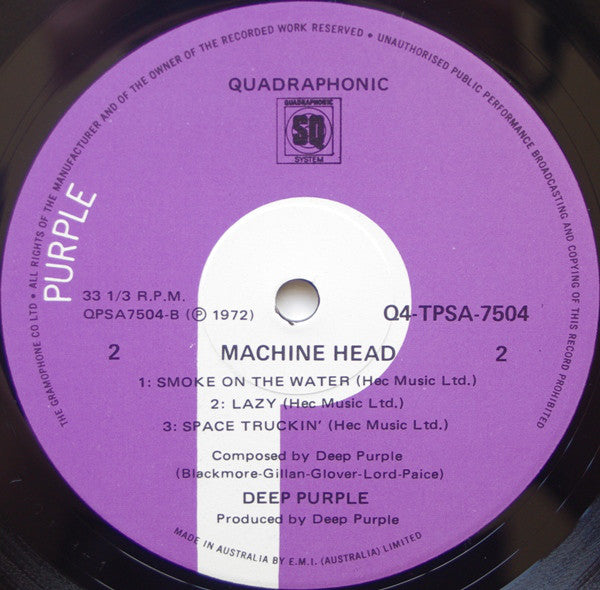 THE GRAMOPHONE CO LTD • ALL RIGHTS OF THE MANUFACTURER AND OF THE OWNER OF THE RECORDED WORK RESERVED • UNAUTHORISED PUBLIC PERFORMANCE BROADCASTING AND COPYING OF THIS RECORD PROHIBITED
QUADRAPHONIC
QUADRAPHONIC
SQ
SYSTEM
PURPLE
33 1/3 R.P.M.
QPSA7504-B (Ⓟ 1972)
Q4-TPSA-7504
2 MACHINE HEAD 2
1: SMOKE ON THE WATER (Hec Music Ltd.)
2: LAZY (Hec Music Ltd.)
3: SPACE TRUCKIN' (Hec Music Ltd.)
Composed by Deep Purple
(Blackmore-Gillan-Glover-Lord-Paice)
DEEP PURPLE
Produced by Deep Purple
MADE IN AUSTRALIA BY E.M.I. (AUSTRALIA) LIMITED